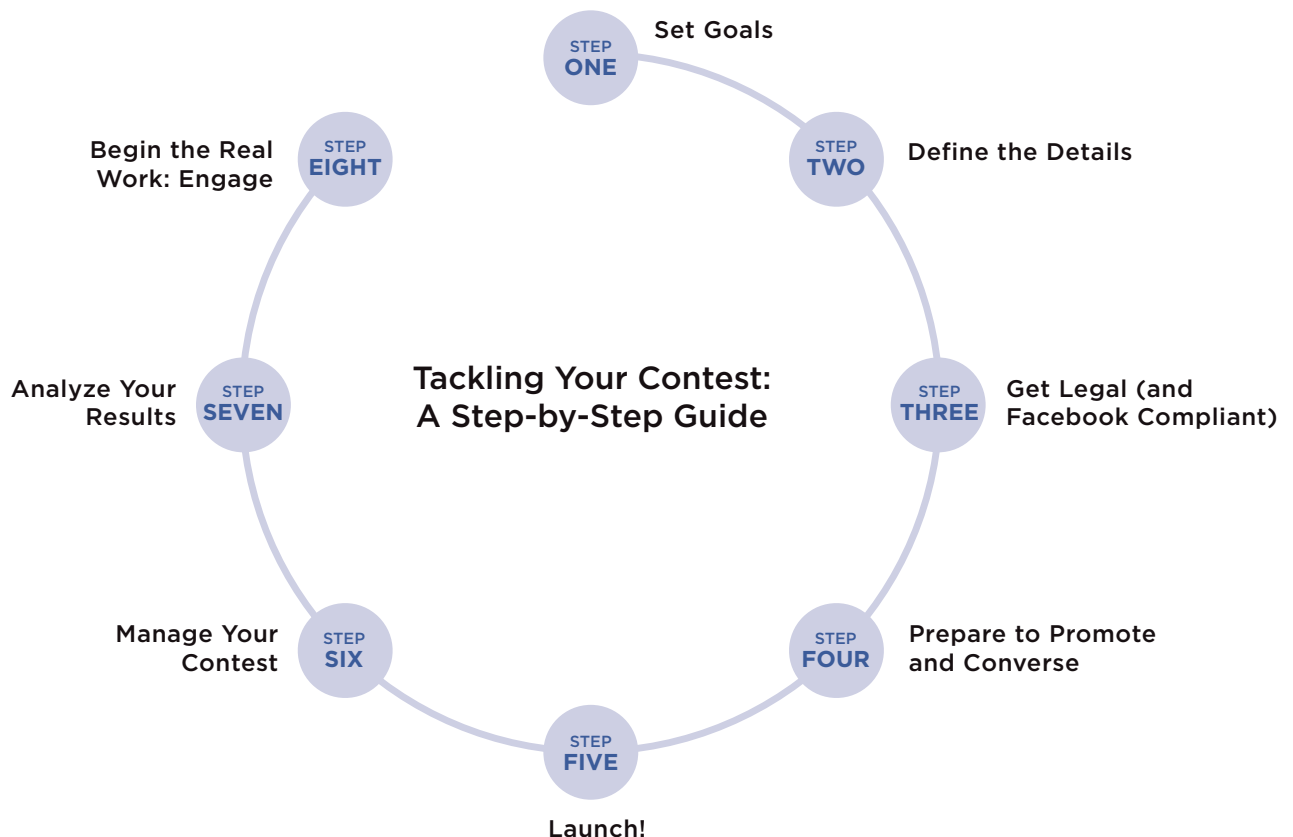 STEP
ONE
Set Goals
STEP
TWO
Define the Details
STEP
THREE
Get Legal (and
Facebook Compliant)
STEP
FOUR
Prepare to Promote
and Converse
STEP
FIVE
Launch!
STEP
SIX
Manage Your
Contest
STEP
SEVEN
Analyze Your
Results
STEP
EIGHT
Begin the Real
Work: Engage
Tackling Your Contest:
A Step-by-Step Guide